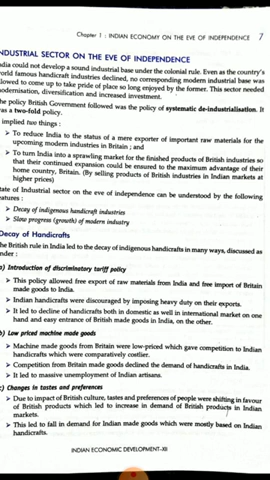 Chapter 1 : INDIAN ECONOMY ON THE EVE OF INDEPENDENCE 7
NDUSTRIAL SECTOR ON THE EVE OF INDEPENDENCE
dia could not develop a sound industrial base under the colonial rule. Even as the country's
orld famous handicraft industries declined, no corresponding modern industrial base was
llowed to come up to take pride of place so long enjoyed by the former. This sector needed
modernisation, diversification and increased investment.
he policy British Government followed was the policy of systematic de-industrialisation. It
as a two-fold policy.
implied two things :
➢ To reduce India to the status of a mere exporter of important raw materials for the
upcoming modern industries in Britain ; and
➢ To turn India into a sprawling market for the finished products of British industries so
that their continued expansion could be ensured to the maximum advantage of their
home country, Britain. (By selling products of British industries in Indian markets at
higher prices)
tate of Industrial sector on the eve of independence can be understood by the following
eatures :
➢ Decay of indigenous handicraft industries
➢ Slow progress (growth) of modern industry
Decay of Handicrafts
he British rule in India led to the decay of indigenous handicrafts in many ways, discussed as
nder :
a) Introduction of discriminatory tariff policy
➢ This policy allowed free export of raw materials from India and free import of Britain
made goods to India.
➢ Indian handicrafts were discouraged by imposing heavy duty on their exports.
➢ It led to decline of handicrafts both in domestic as well in international market on one
hand and easy entrance of British made goods in India, on the other.
b) Low priced machine made goods
➢ Machine made goods from Britain were low-priced which gave competition to Indian
handicrafts which were comparatively costlier.
➢ Competition from Britain made goods declined the demand of handicrafts in India.
➢ It led to massive unemployment of Indian artisans.
c) Changes in tastes and preferences
➢ Due to impact of British culture, tastes and preferences of people were shifting in favour
of British products which led to increase in demand of British products in Indian
markets.
➢ This led to fall in demand for Indian made goods which were mostly based on Indian
handicrafts.
INDIAN ECONOMIC DEVELOPMENT-XII